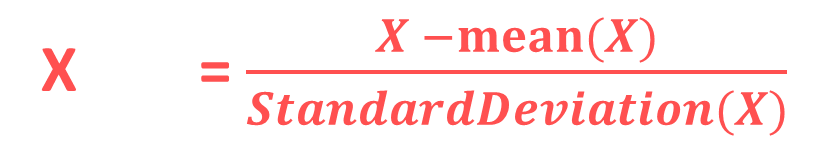 X = X −mean(X)
StandardDeviation(X)